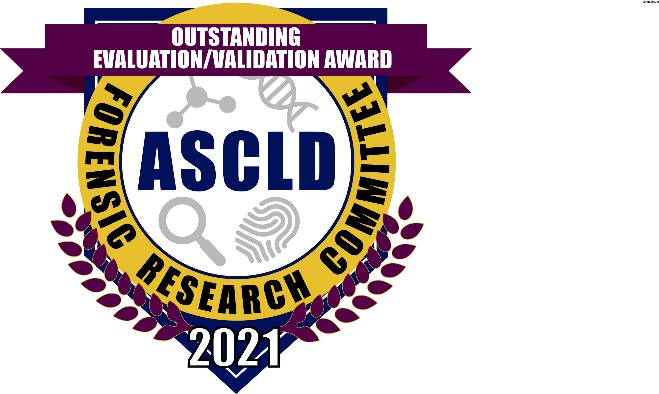 OUTSTANDING
EVALUATION/VALIDATION AWARD
ASCLD
FORENSIC RESEARCH COMMITTEE
2021